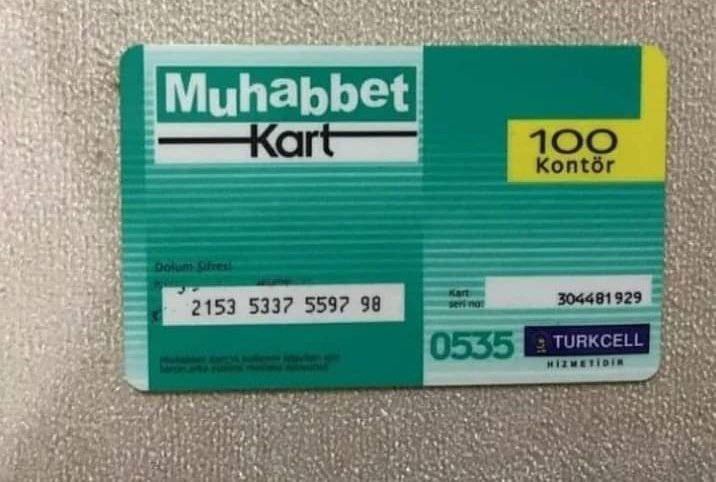 Muhabbet
Kart
100
Kontör
Dolum Şifresi
2153 5337 5597 98
Kart
seri no:
304481929
0535
TURKCELL
HİZMETİDİR